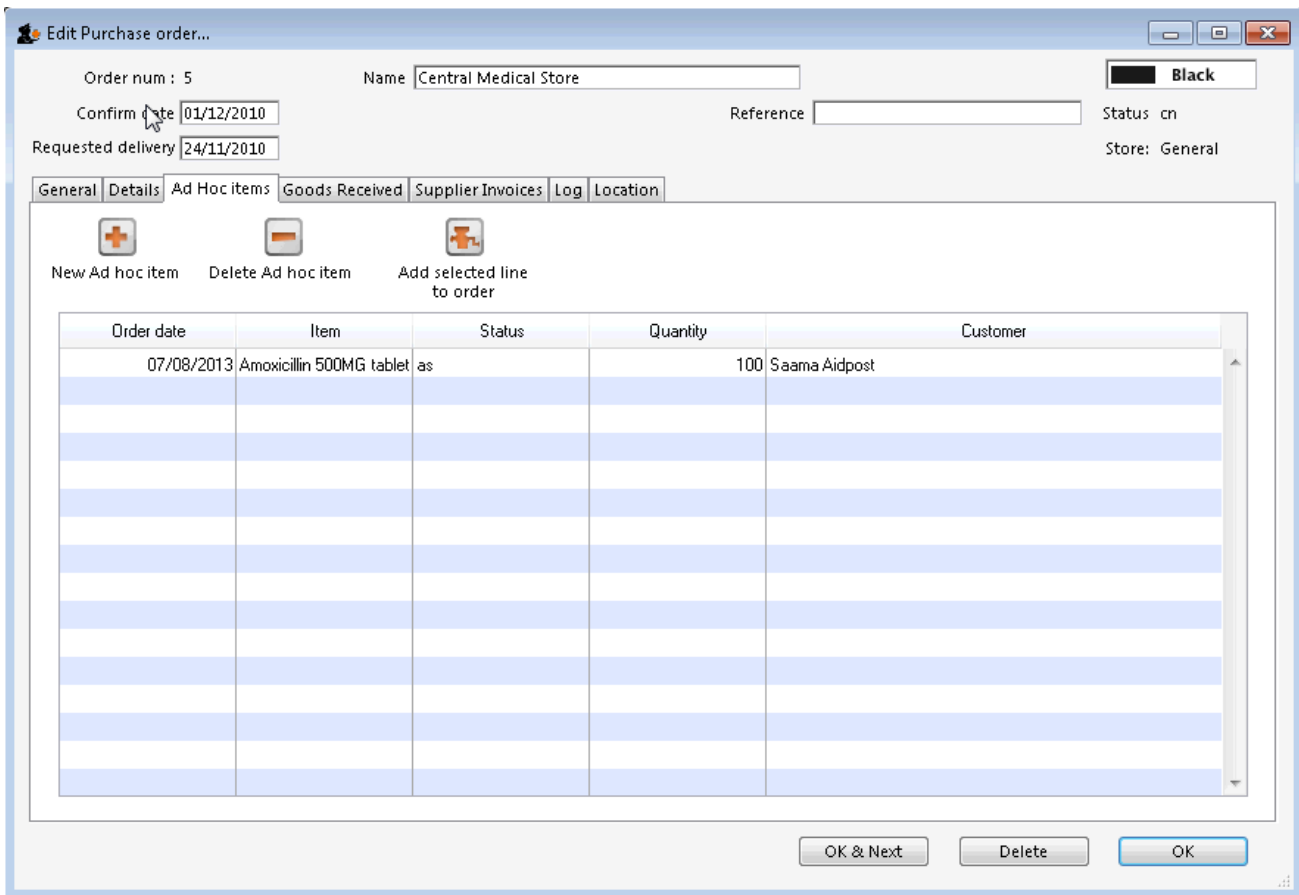 Edit Purchase order...
Order num : 5
Name Central Medical Store
Black
Confirm date 01/12/2010
Reference
Status cn
Requested delivery 24/11/2010
Store: General
General Details Ad Hoc items Goods Received Supplier Invoices Log Location
New Ad hoc item Delete Ad hoc item Add selected line
to order
Order date Item Status Quantity Customer
07/08/2013 Amoxicillin 500MG tablet as 100 Saama Aidpost
OK & Next Delete OK